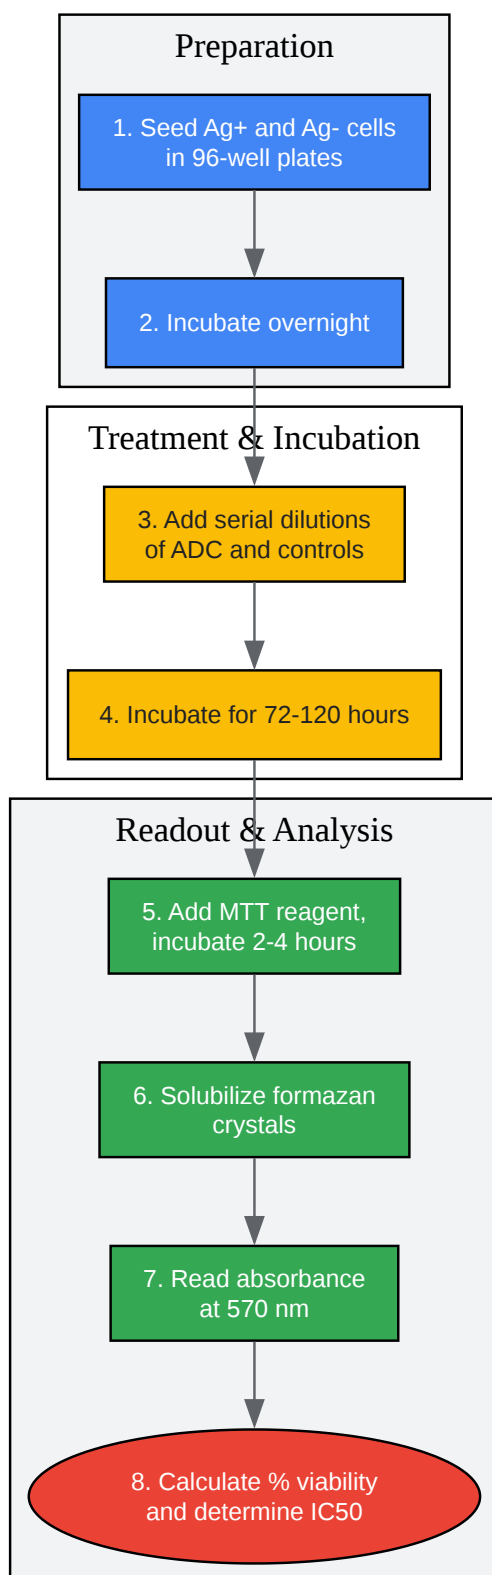 Preparation
1. Seed Ag+ and Ag- cells
in 96-well plates
2. Incubate overnight
Treatment & Incubation
3. Add serial dilutions
of ADC and controls
4. Incubate for 72-120 hours
Readout & Analysis
5. Add MTT reagent,
incubate 2-4 hours
6. Solubilize formazan
crystals
7. Read absorbance
at 570 nm
8. Calculate % viability
and determine IC50